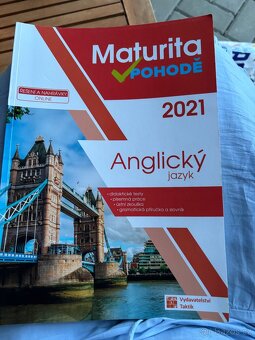 Maturita
POHODĚ
ŘEŠENÍ A NAHRÁVKY
ONLINE
2021
Anglický
jazyk
• didaktické testy
• písemná práce
• ústní zkouška
• gramatická příručka a slovník
Vydavatelství
Taktik